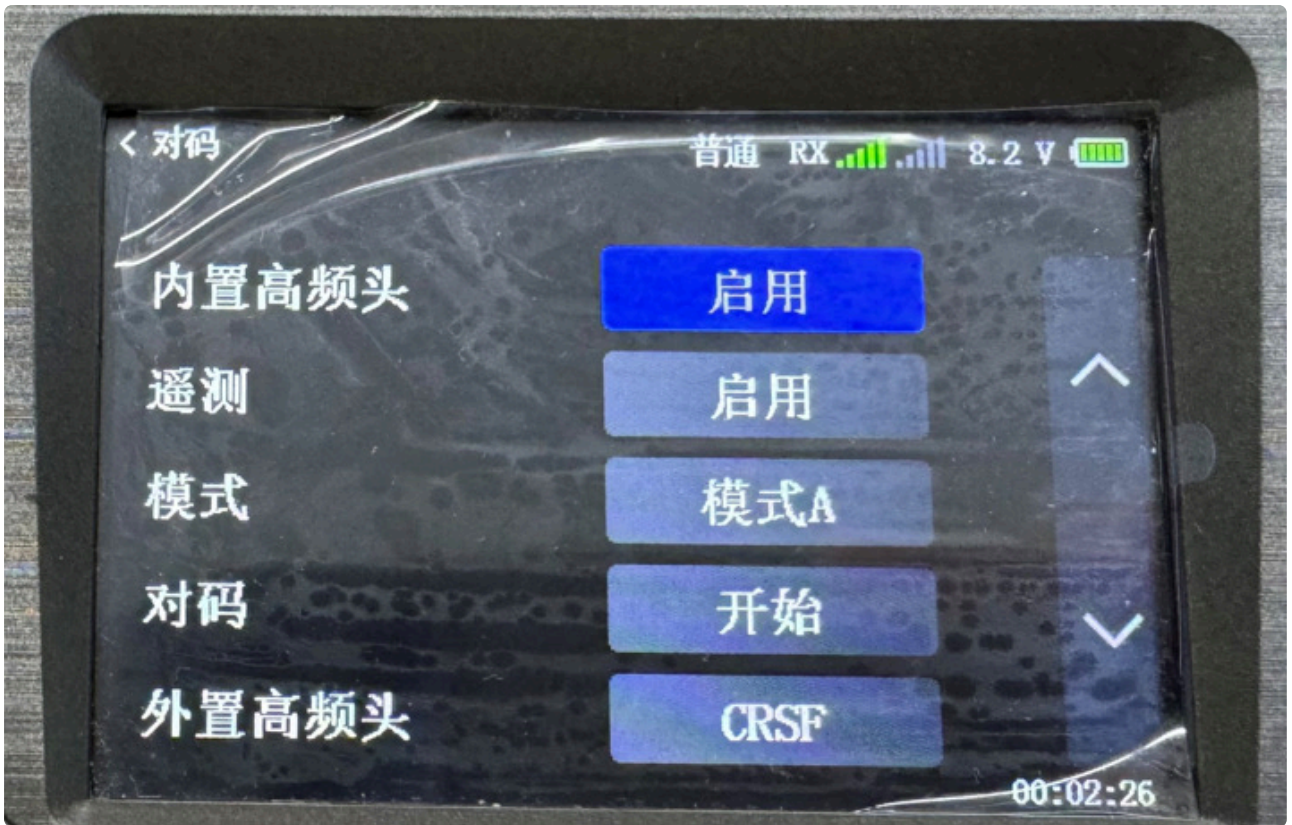 < 对码 普通 RX 8.2 V
内置高频头 启用
遥测 启用
模式 模式A
对码 开始
外置高频头 CRSF
00:02:26